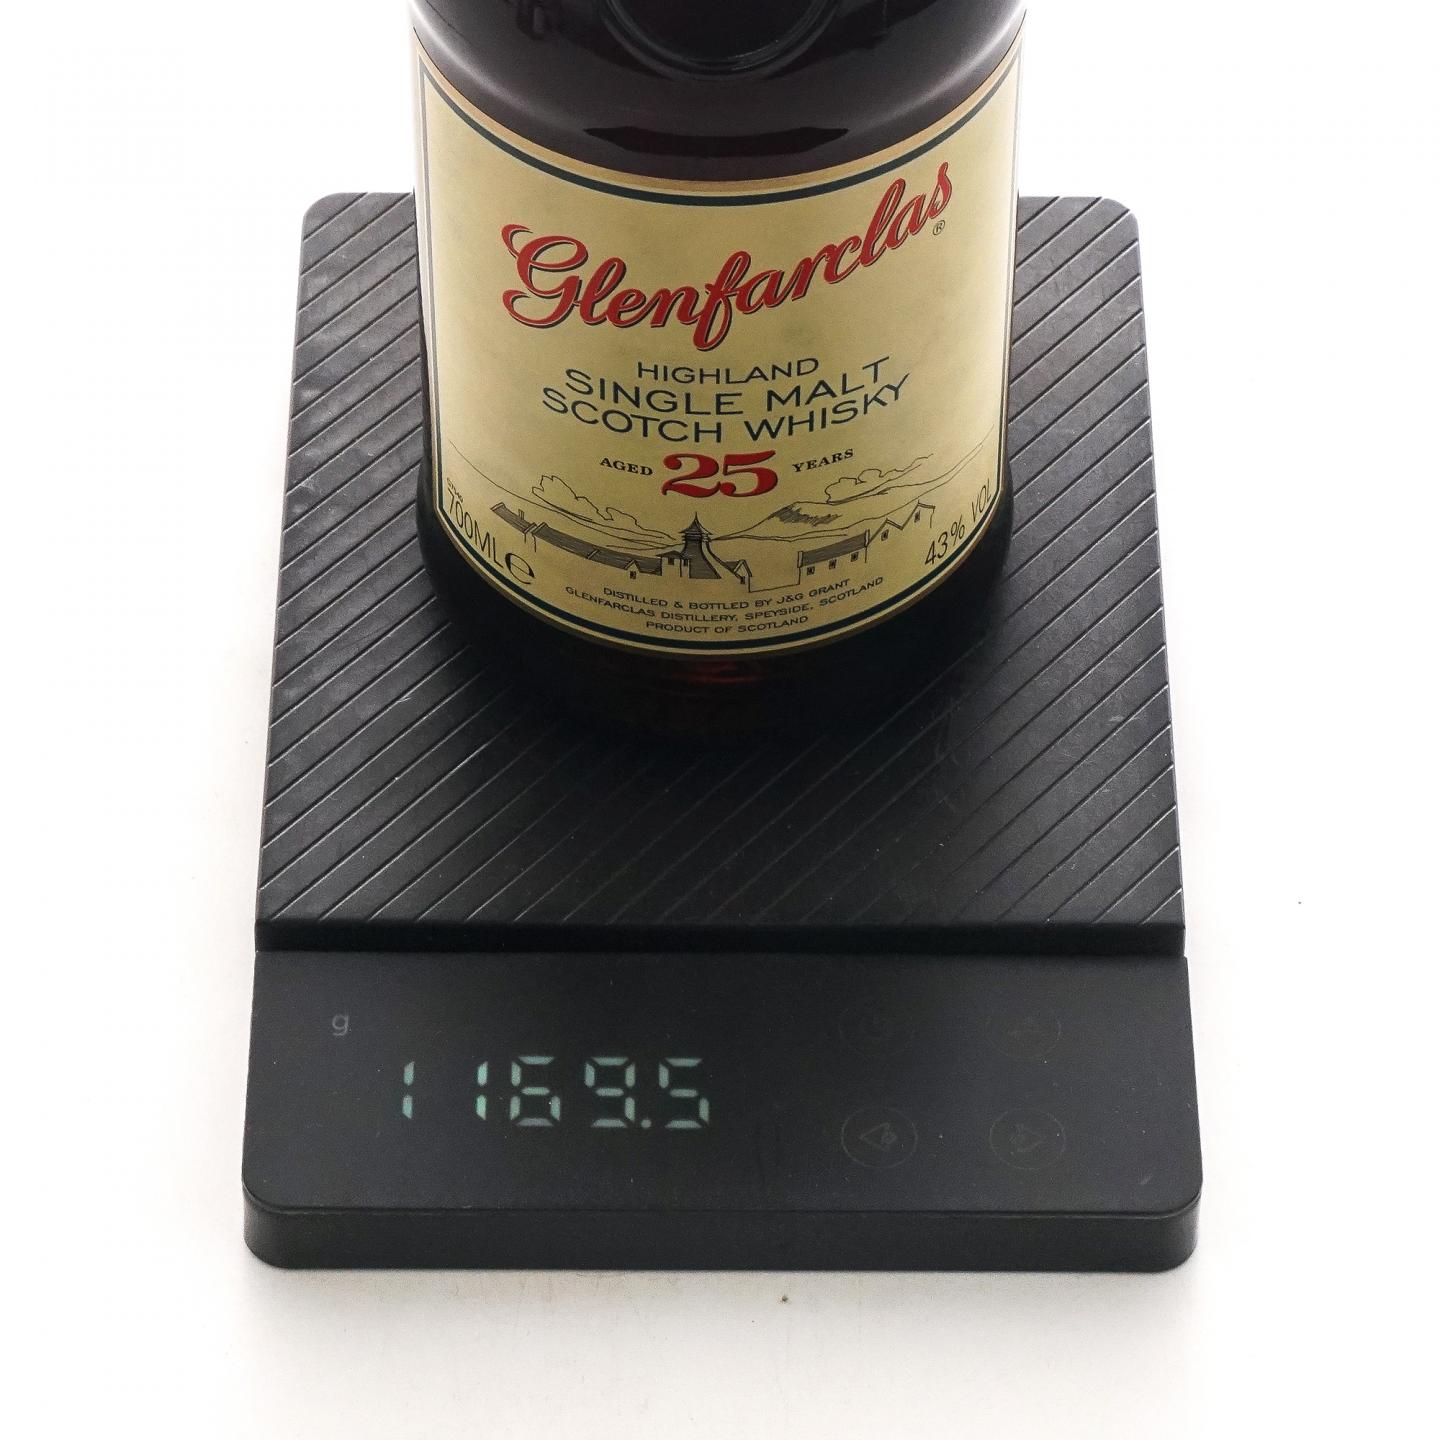 Glenfarclas®
HIGHLAND
SINGLE MALT
SCOTCH WHISKY
AGED 25 YEARS
700ML e
43% VOL
DISTILLED & BOTTLED BY J&G GRANT
GLENFARCLAS DISTILLERY, SPEYSIDE, SCOTLAND
PRODUCT OF SCOTLAND
g
1169.5